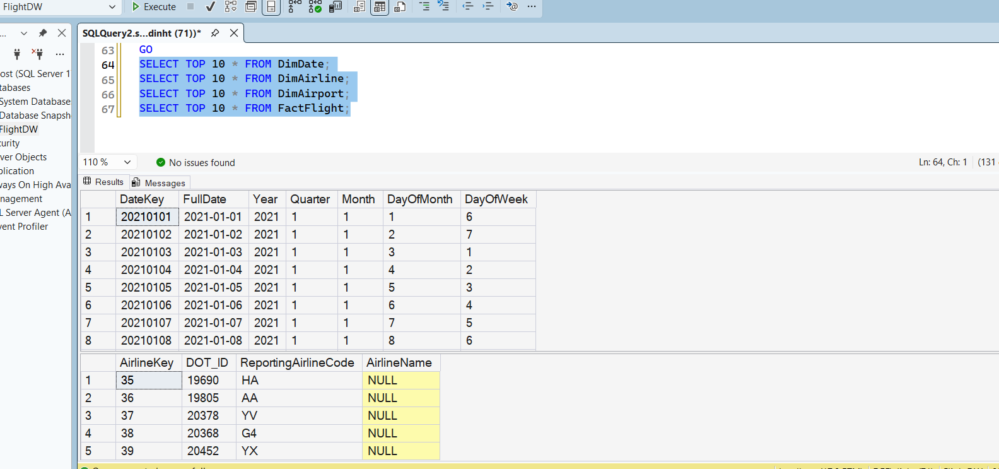 FlightDW Execute
SQLQuery2.s...dinht (71))*
63 GO
64 SELECT TOP 10 * FROM DimDate;
65 SELECT TOP 10 * FROM DimAirline;
66 SELECT TOP 10 * FROM DimAirport;
67 SELECT TOP 10 * FROM FactFlight;
ost (SQL Server 1
tabases
System Database
Database Snapsh
FlightDW
curity
ver Objects
plication
ways On High Ava
nagement
L Server Agent (A
vent Profiler
110 % No issues found Ln: 64, Ch: 1 (131
Results Messages
DateKey FullDate Year Quarter Month DayOfMonth DayOfWeek
1 20210101 2021-01-01 2021 1 1 1 6
2 20210102 2021-01-02 2021 1 1 2 7
3 20210103 2021-01-03 2021 1 1 3 1
4 20210104 2021-01-04 2021 1 1 4 2
5 20210105 2021-01-05 2021 1 1 5 3
6 20210106 2021-01-06 2021 1 1 6 4
7 20210107 2021-01-07 2021 1 1 7 5
8 20210108 2021-01-08 2021 1 1 8 6
AirlineKey DOT_ID ReportingAirlineCode AirlineName
1 35 19690 HA NULL
2 36 19805 AA NULL
3 37 20378 YV NULL
4 38 20368 G4 NULL
5 39 20452 YX NULL